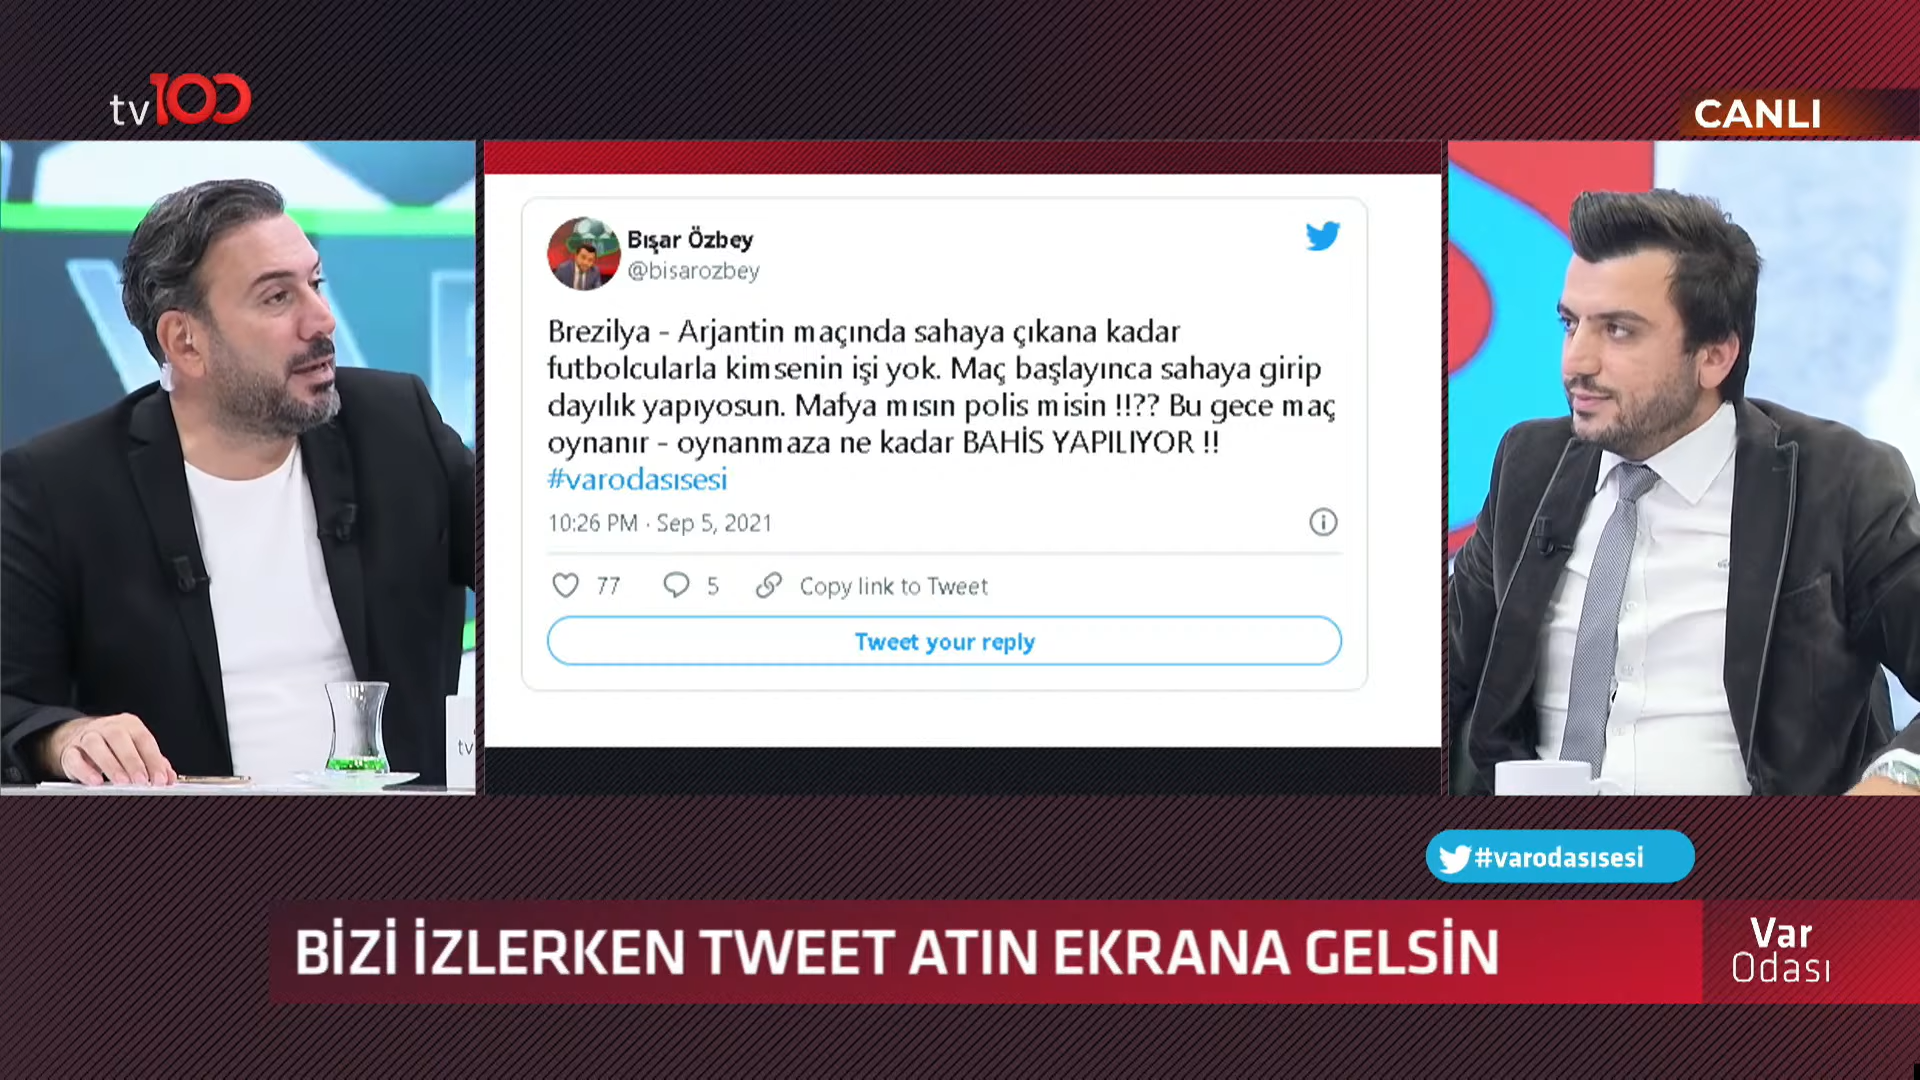 tv100
CANLI
Bışar Özbey
@bisarozbey
Brezilya - Arjantin maçında sahaya çıkana kadar
futbolcularla kimsenin işi yok. Maç başlayınca sahaya girip
dayılık yapıyosun. Mafya mısın polis misin !!?? Bu gece maç
oynanır - oynanmaza ne kadar BAHİS YAPILIYOR !!
#varodasısesi
10:26 PM · Sep 5, 2021
77
5
Copy link to Tweet
Tweet your reply
tv
#varodasısesi
BİZİ İZLERKEN TWEET ATIN EKRANA GELSİN
Var
Odası